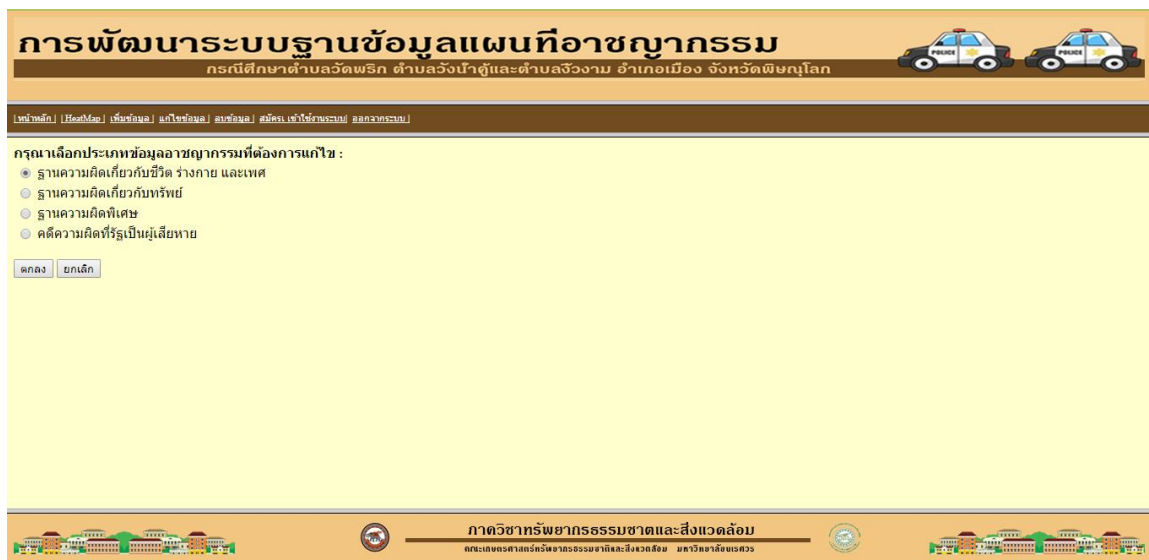 การพัฒนาระบบฐานข้อมูลแผนที่อาชญากรรม
กรณีศึกษาตำบลวัดพริก ตำบลวังน้ำคู้และตำบลงิ้วงาม อำเภอเมือง จังหวัดพิษณุโลก
POLICE POLICE
|หน้าหลัก| |HeatMap| เพิ่มข้อมูล| แก้ไขข้อมูล| ลบข้อมูล| สมัครเข้าใช้งานระบบ| ออกจากระบบ|
กรุณาเลือกประเภทข้อมูลอาชญากรรมที่ต้องการแก้ไข :
ฐานความผิดเกี่ยวกับชีวิต ร่างกาย และเพศ
ฐานความผิดเกี่ยวกับทรัพย์
ฐานความผิดพิเศษ
คดีความผิดที่รัฐเป็นผู้เสียหาย
ตกลง ยกเลิก
ภาควิชาทรัพยากรธรรมชาติและสิ่งแวดล้อม
คณะเกษตรศาสตร์ทรัพยากรธรรมชาติและสิ่งแวดล้อม มหาวิทยาลัยนเรศวร